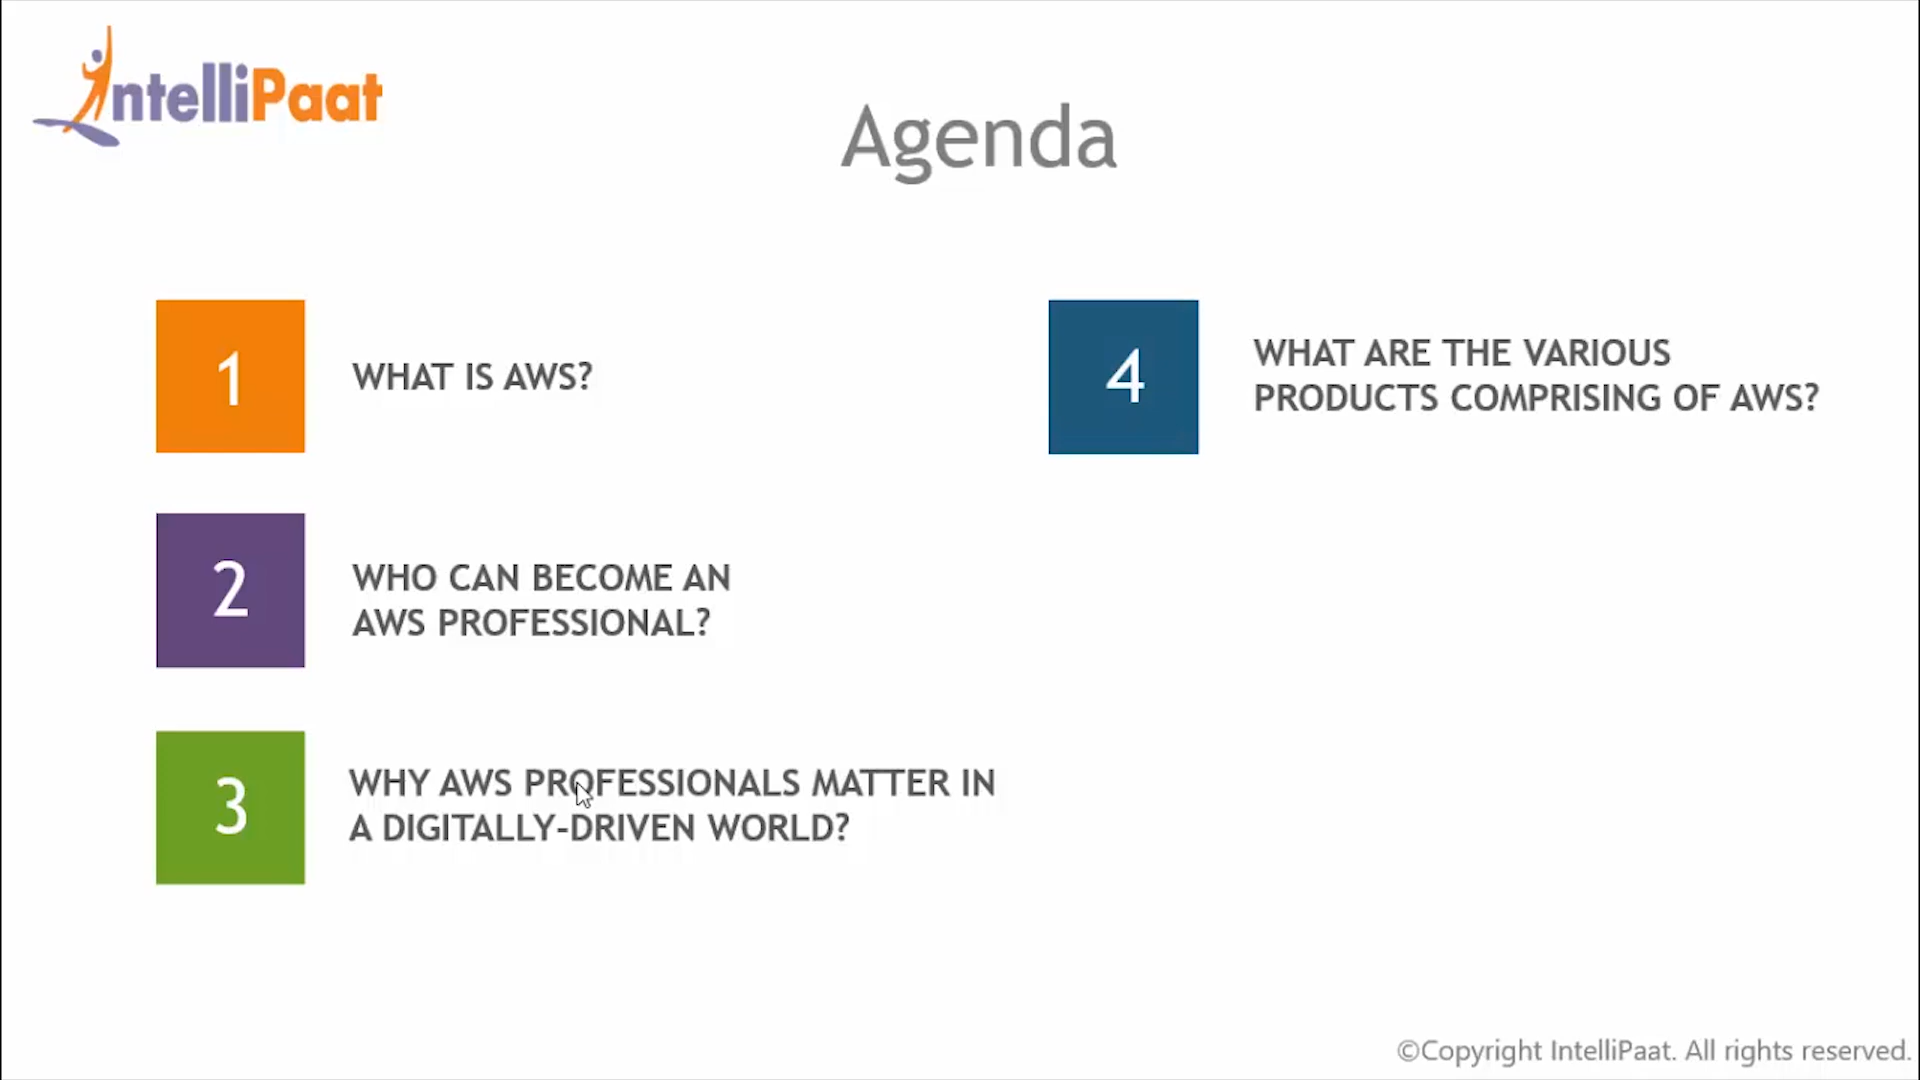 IntelliPaat
Agenda
1
WHAT IS AWS?
2
WHO CAN BECOME AN
AWS PROFESSIONAL?
3
WHY AWS PROFESSIONALS MATTER IN
A DIGITALLY-DRIVEN WORLD?
4
WHAT ARE THE VARIOUS
PRODUCTS COMPRISING OF AWS?
©Copyright IntelliPaat. All rights reserved.